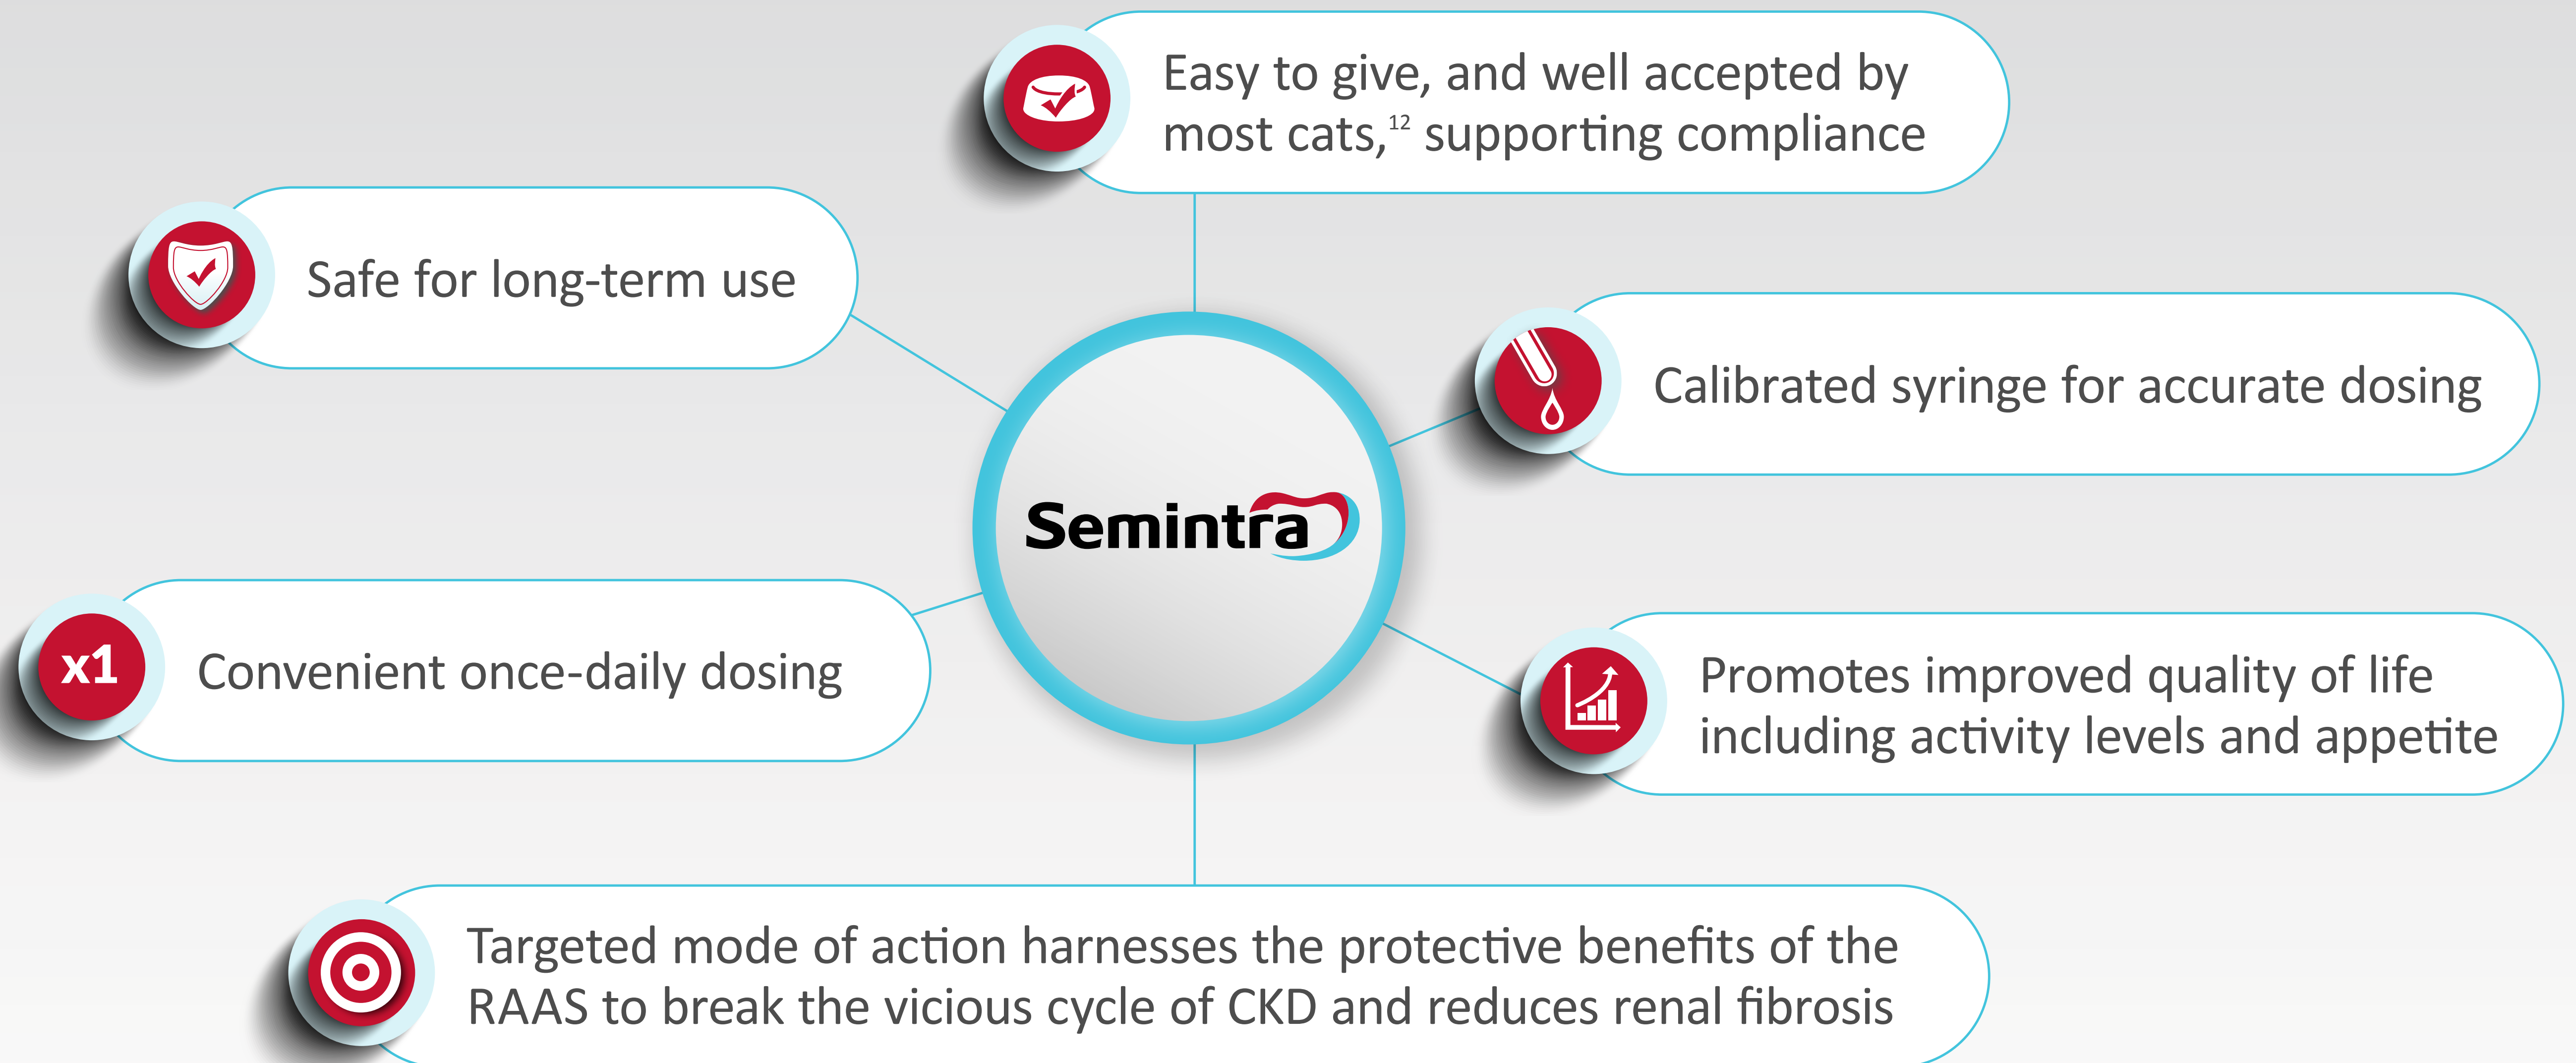 Easy to give, and well accepted by
most cats,¹² supporting compliance
Safe for long-term use
Calibrated syringe for accurate dosing
Semintra
x1
Convenient once-daily dosing
Promotes improved quality of life
including activity levels and appetite
Targeted mode of action harnesses the protective benefits of the
RAAS to break the vicious cycle of CKD and reduces renal fibrosis